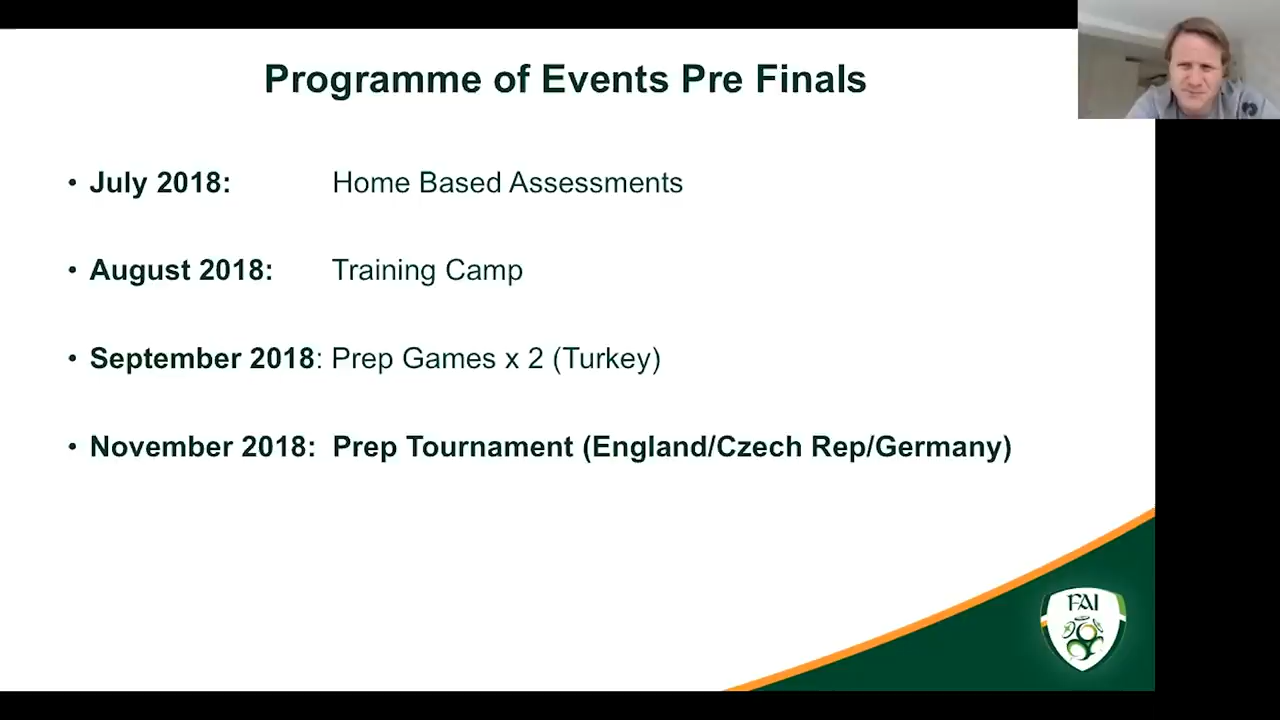 Programme of Events Pre Finals
• July 2018: Home Based Assessments
• August 2018: Training Camp
• September 2018: Prep Games x 2 (Turkey)
• November 2018: Prep Tournament (England/Czech Rep/Germany)
FAI